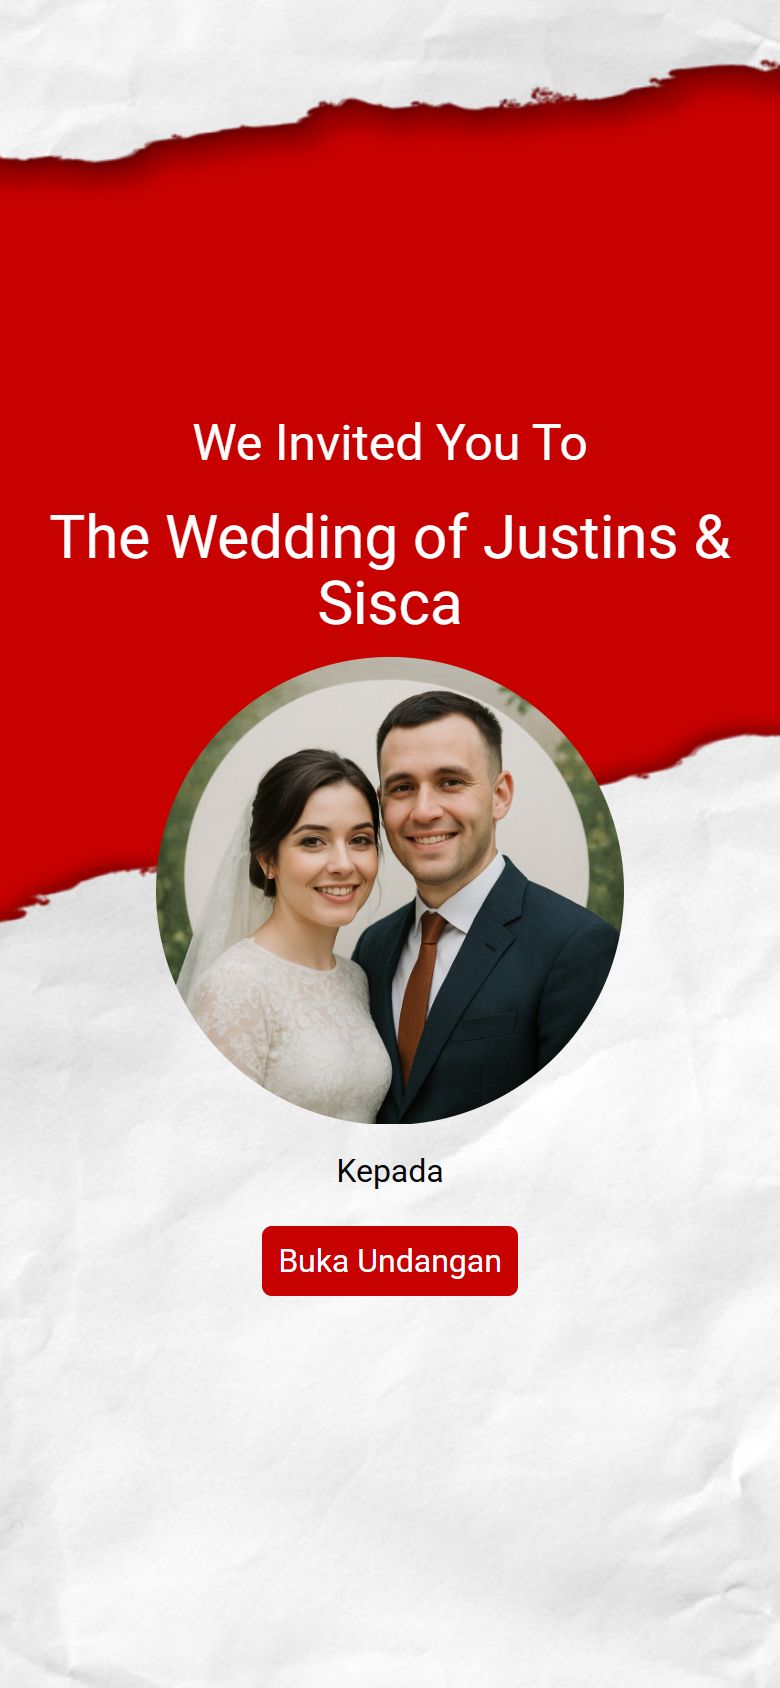 We Invited You To
The Wedding of Justins &
Sisca
Kepada
Buka Undangan